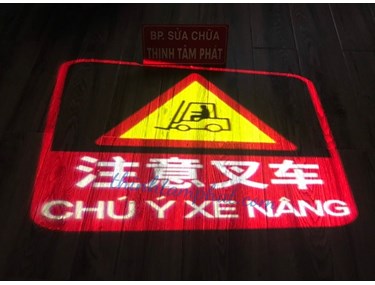 BP. SỬA CHỮA
THỊNH TÂM PHÁT
注意叉车
CHÚ Ý XE NÂNG